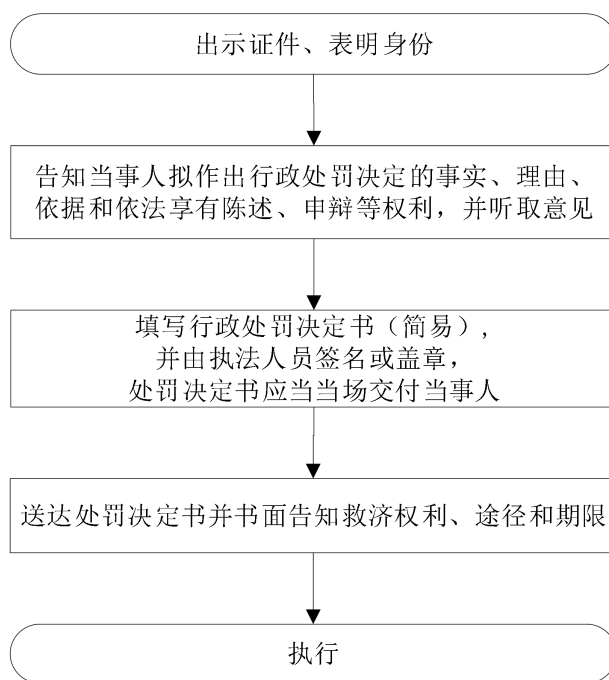 出示证件、表明身份
告知当事人拟作出行政处罚决定的事实、理由、
依据和依法享有陈述、申辩等权利，并听取意见
填写行政处罚决定书（简易），
并由执法人员签名或盖章，
处罚决定书应当当场交付当事人
送达处罚决定书并书面告知救济权利、途径和期限
执行